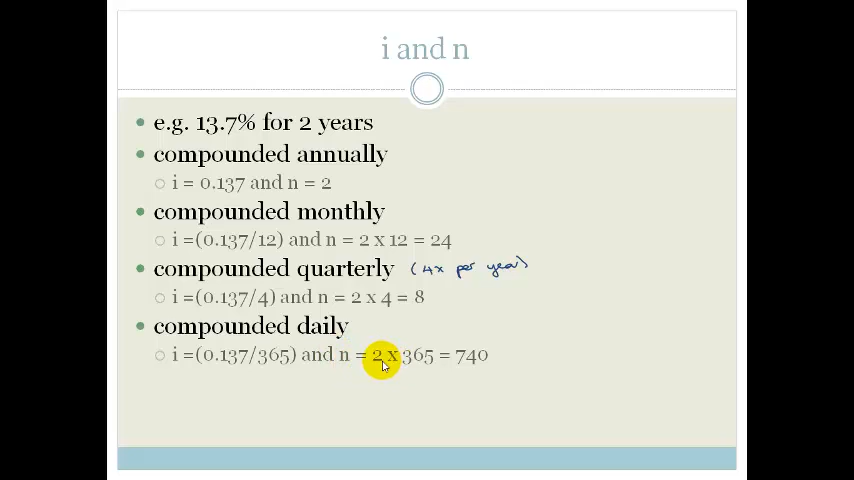 i and n
e.g. 13.7% for 2 years
compounded annually
i = 0.137 and n = 2
compounded monthly
i =(0.137/12) and n = 2 x 12 = 24
compounded quarterly (4x per year)
i =(0.137/4) and n = 2 x 4 = 8
compounded daily
i =(0.137/365) and n = 2 x 365 = 740